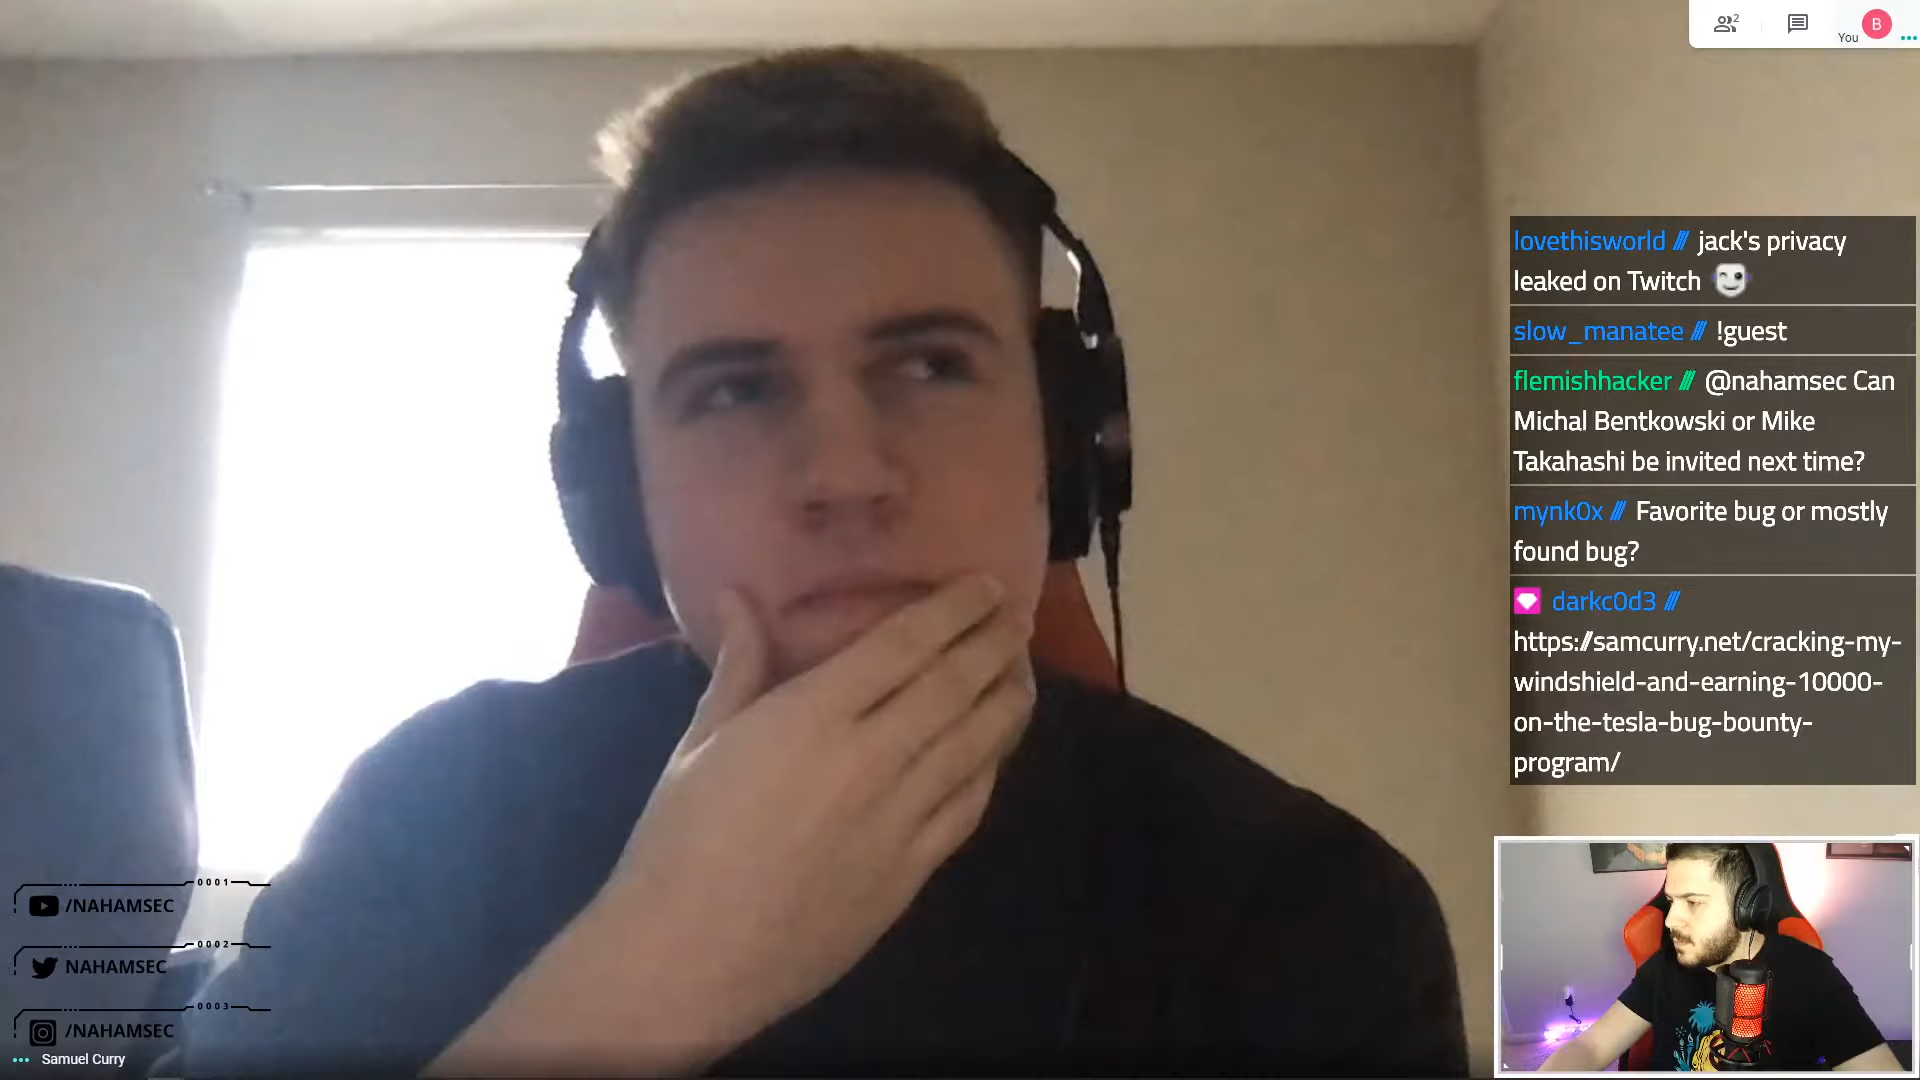 2
You
B
lovethisworld /// jack's privacy
leaked on Twitch
slow_manatee /// !guest
flemishhacker /// @nahamsec Can
Michal Bentkowski or Mike
Takahashi be invited next time?
mynk0x /// Favorite bug or mostly
found bug?
darkc0d3 ///
https://samcurry.net/cracking-my-
windshield-and-earning-10000-
on-the-tesla-bug-bounty-
program/
0001
/NAHAMSEC
0002
NAHAMSEC
0003
/NAHAMSEC
Samuel Curry